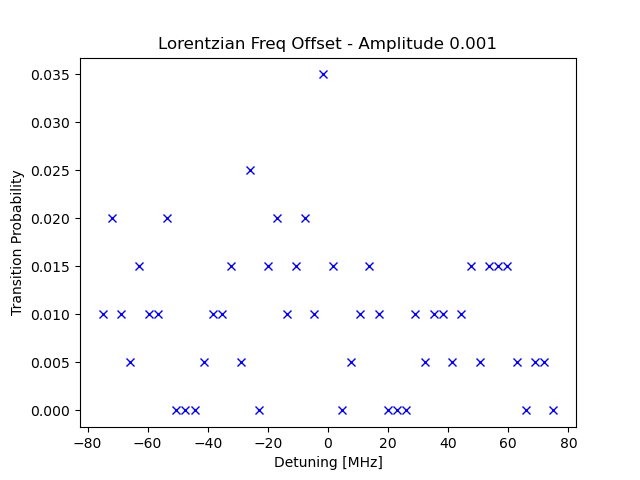 Lorentzian Freq Offset - Amplitude 0.001
Transition Probability
0.035
0.030
0.025
0.020
0.015
0.010
0.005
0.000
−80 −60 −40 −20 0 20 40 60 80
Detuning [MHz]